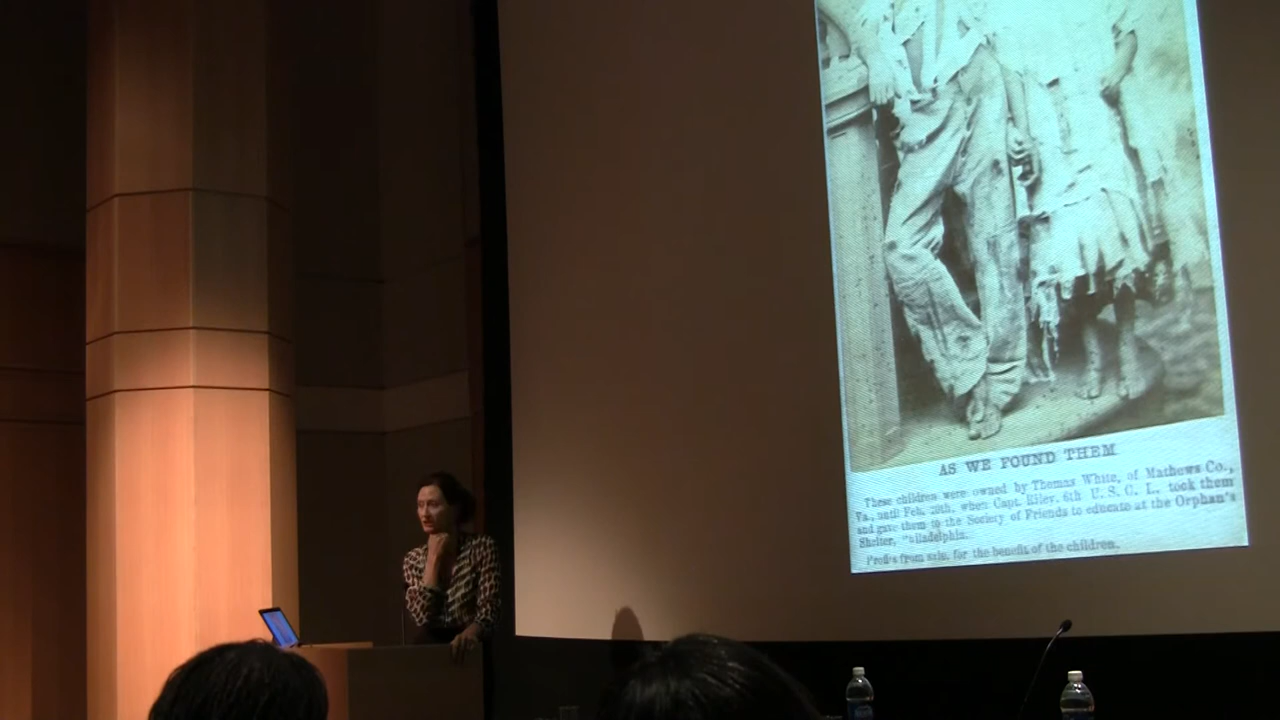 AS WE FOUND THEM
These children were owned by Thomas White, of Mathews Co.,
Va., until Feb. 20th, when Capt. Riley, 6th U. S. C. I., took them
and gave them to the Society of Friends to educate at the Orphan's
Shelter, Philadelphia.
Profits from sale, for the benefit of the children.